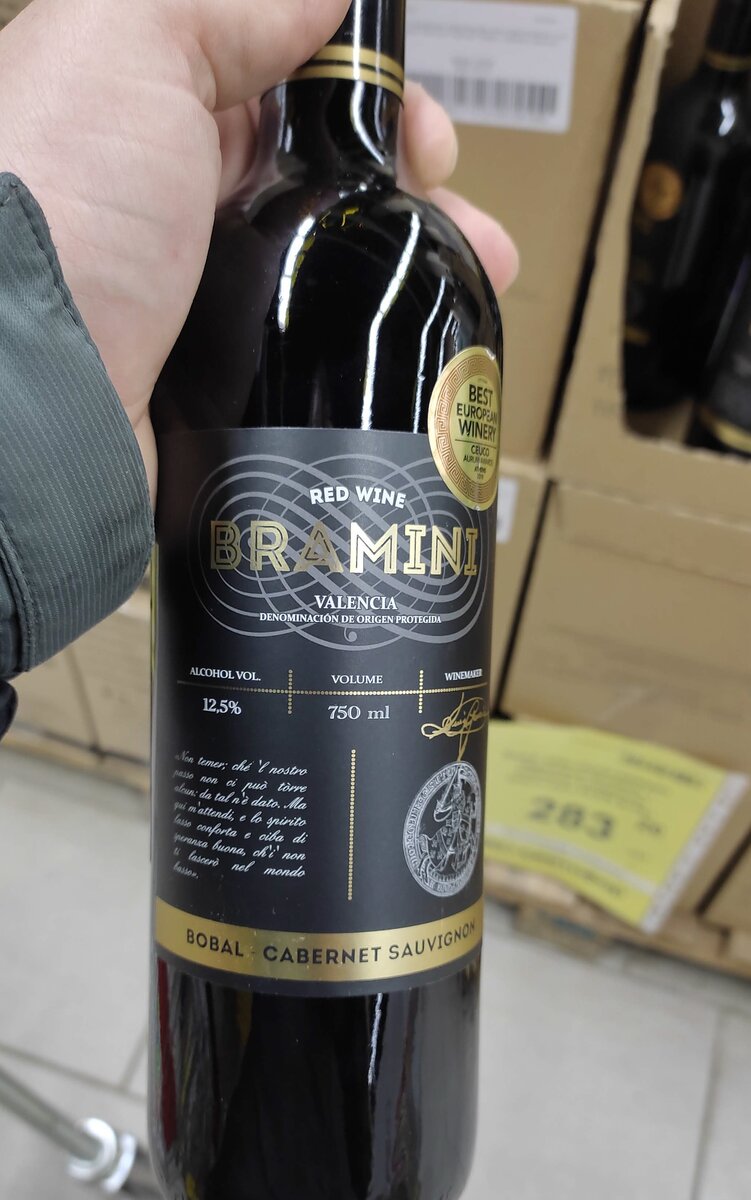 BEST
EUROPEAN
WINERY
CEUCO
RED WINE
BRAMINI
VALENCIA
DENOMINACIÓN DE ORIGEN PROTEGIDA
ALCOHOL VOL.
12,5%
VOLUME
750 ml
WINEMAKER
Non temer; ché 'l nostro
passo non ci può tòrre
alcun: da tal n'è dato. Ma
qui m'attendi, e lo spirito
lasso conforta e ciba di
speranza buona, ch'i' non
ti lascerò nel mondo
basso».
BOBAL - CABERNET SAUVIGNON
283